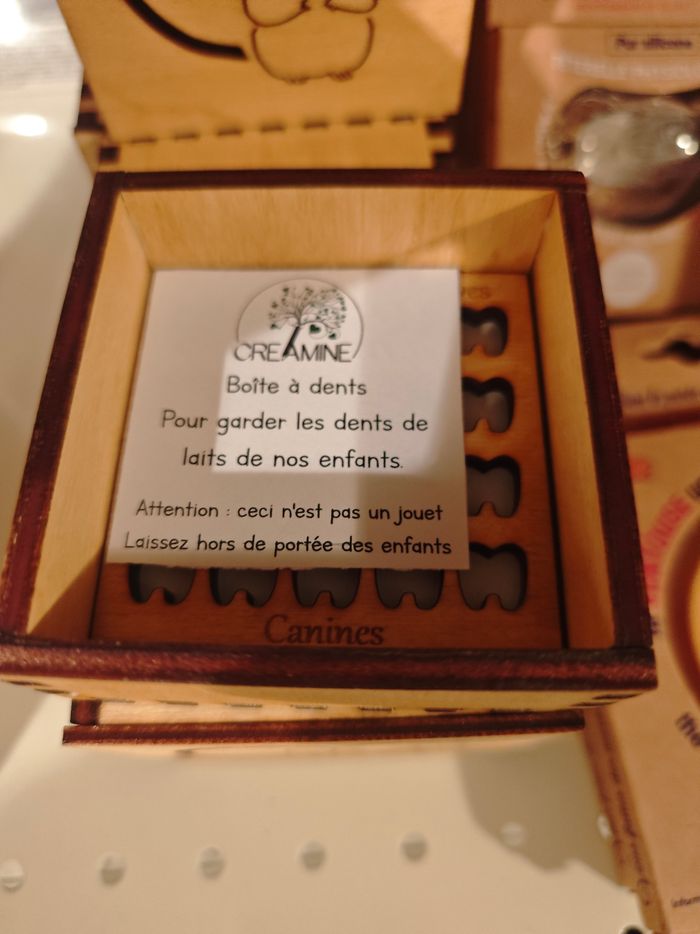 CREAMINE
Boîte à dents
Pour garder les dents de
laits de nos enfants.
Attention : ceci n'est pas un jouet
Laissez hors de portée des enfants
Canines